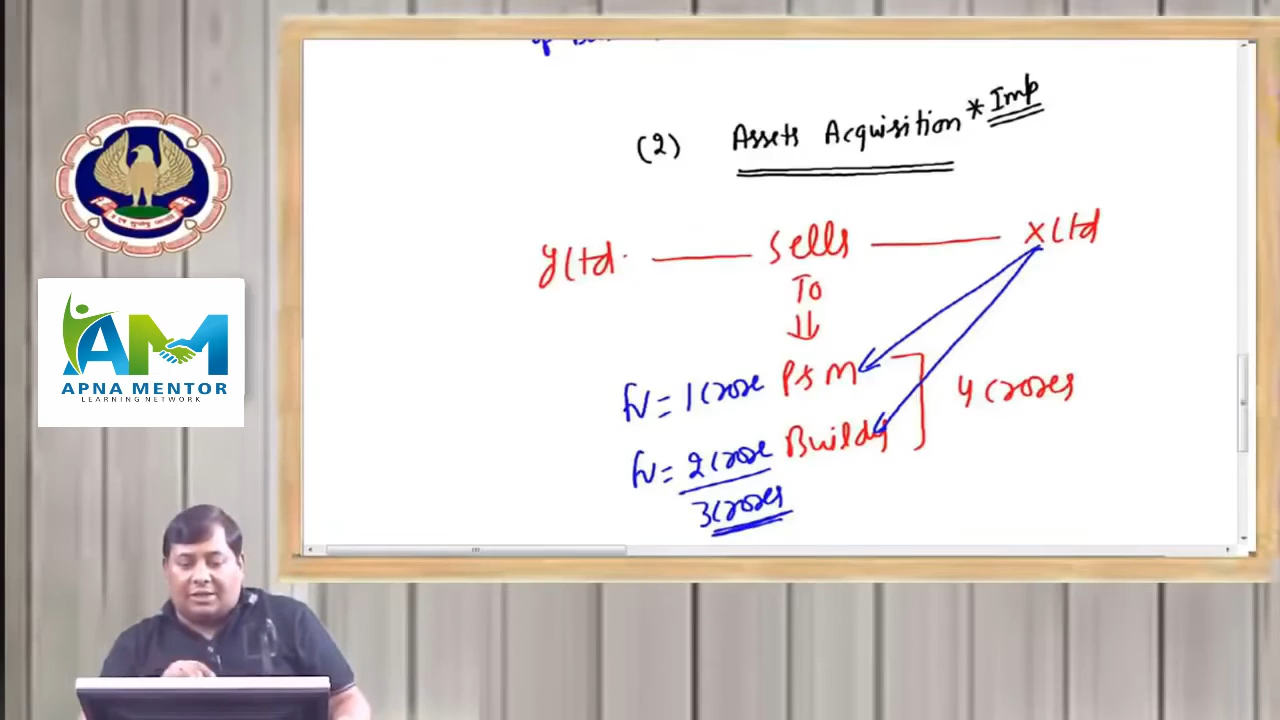 (2) Assets Acquisition * Imp
Y Ltd. — Sells — X Ltd
To
FV = 1 Crore P & M
4 Crores
FV = 2 Crore Buildg
3 Crores
AM
APNA MENTOR
LEARNING NETWORK